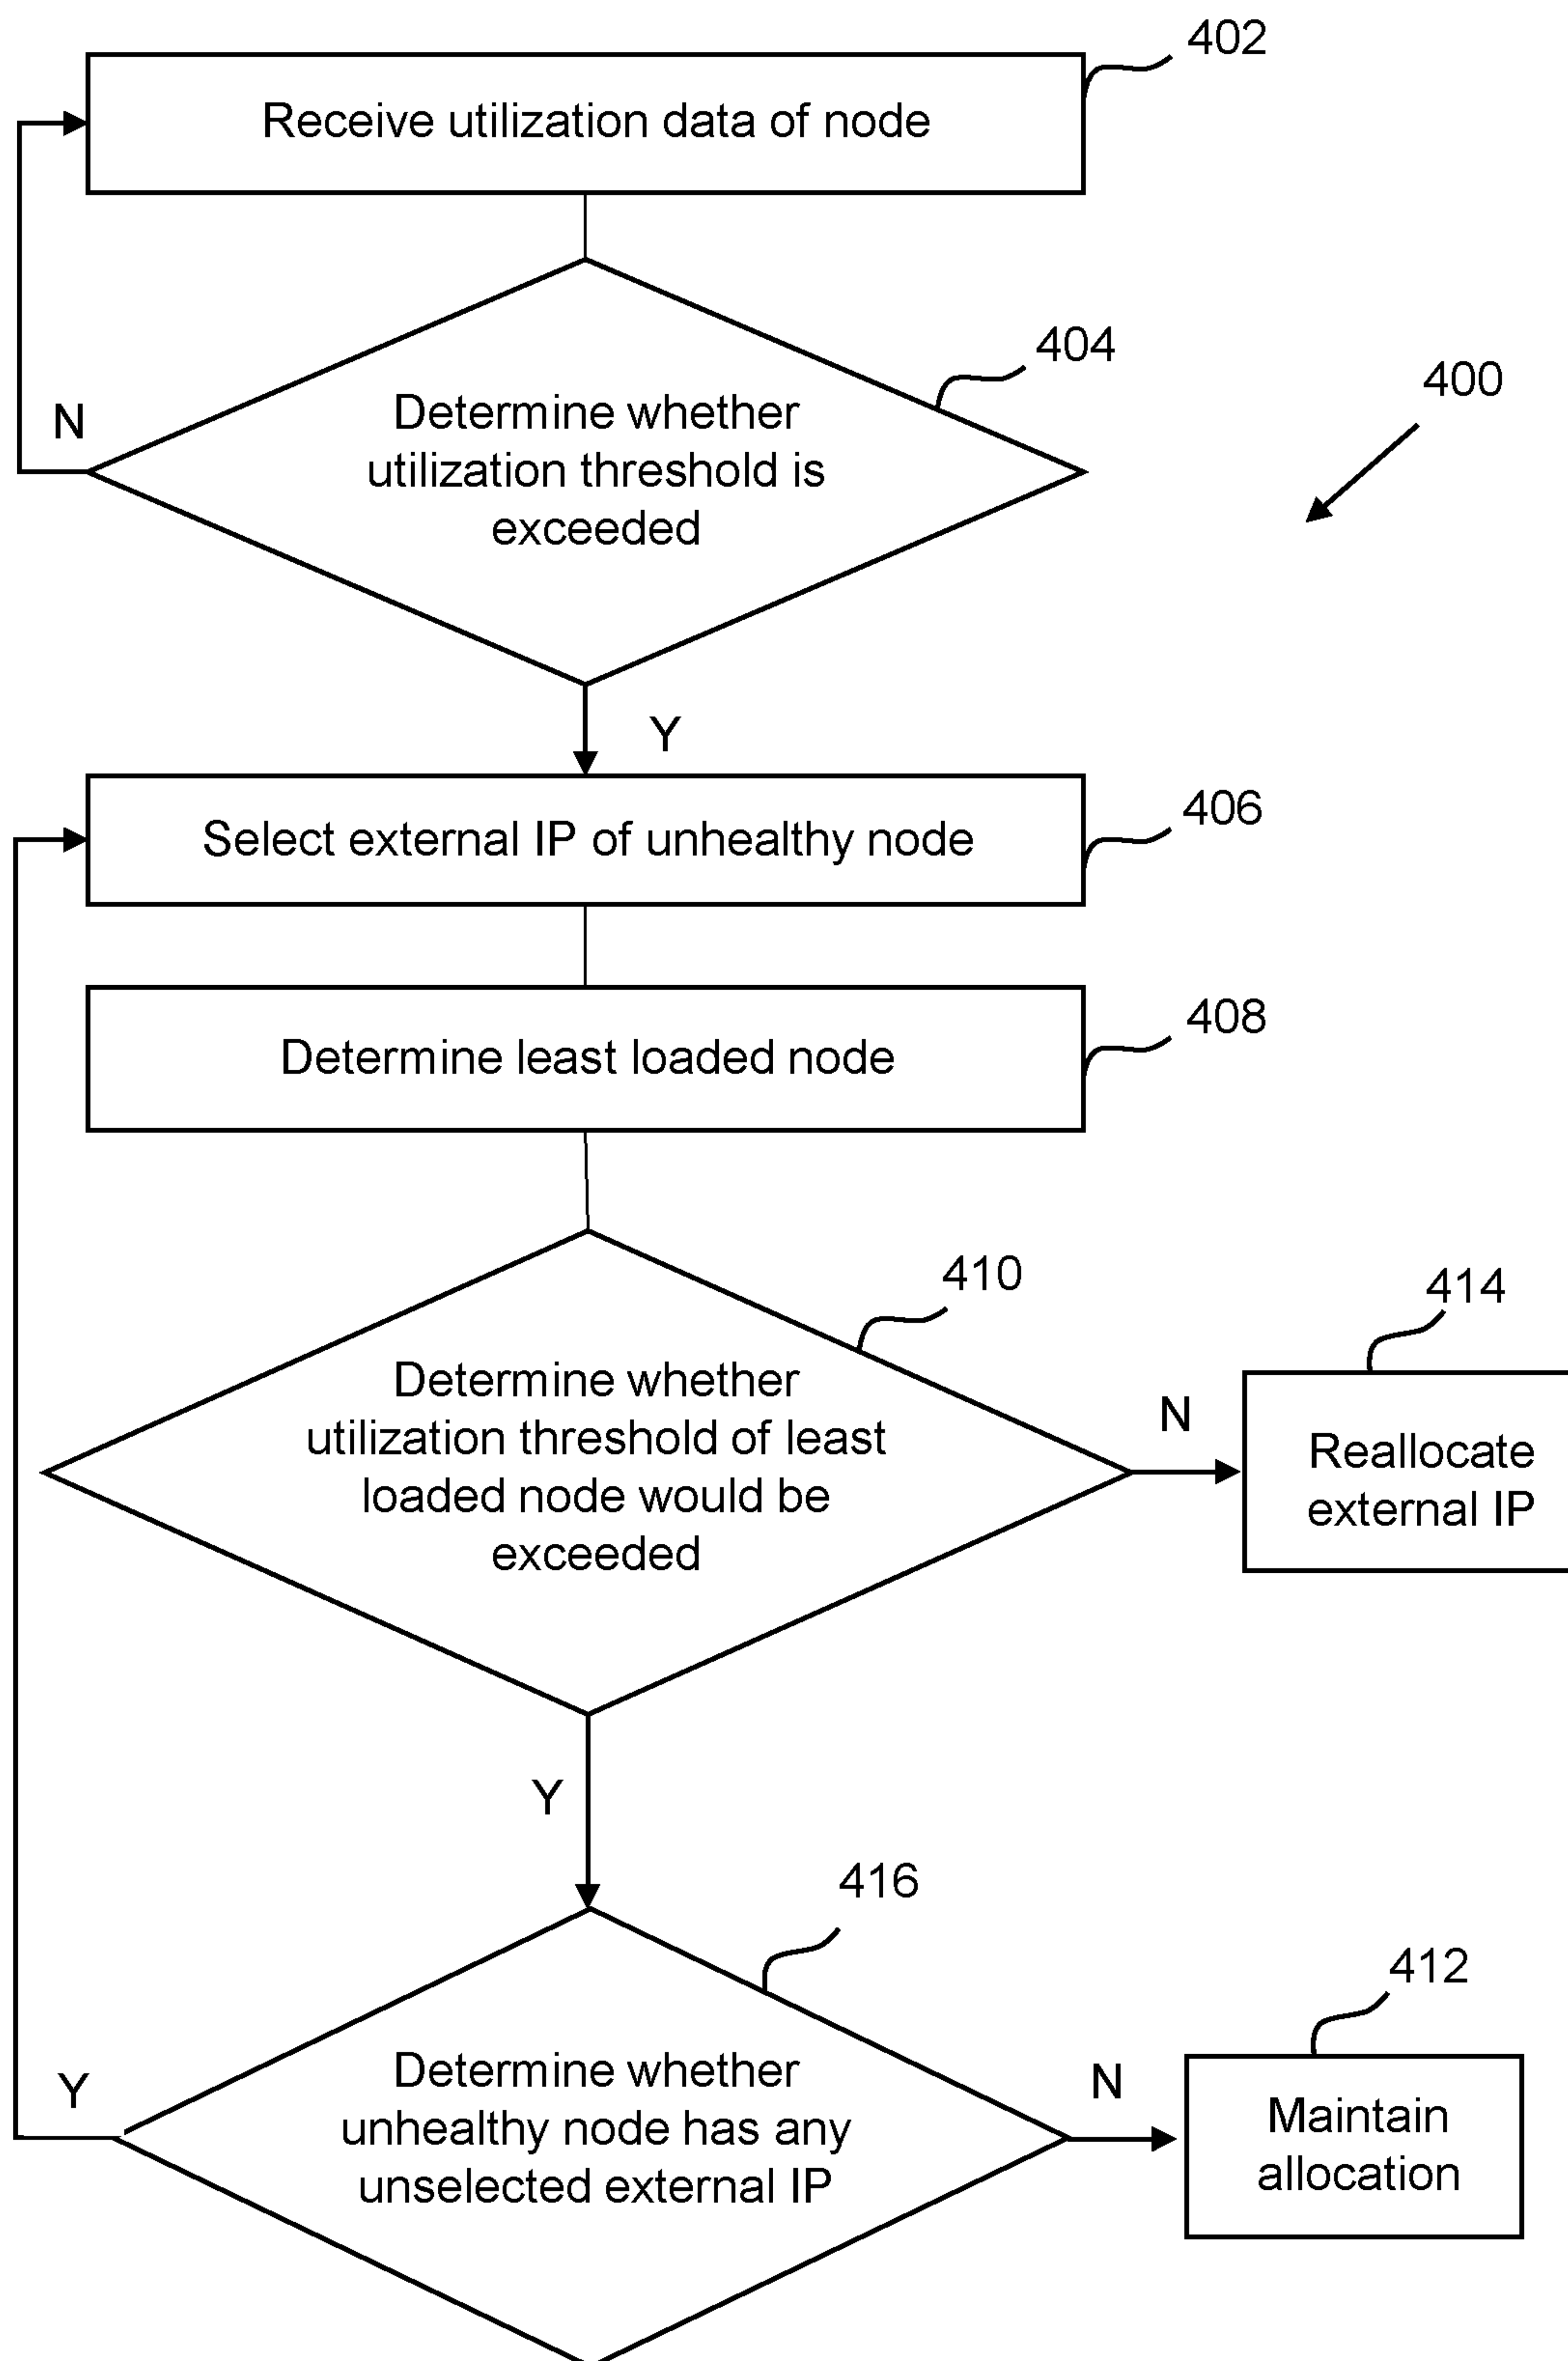 402
Receive utilization data of node
404
400
N
Determine whether
utilization threshold is
exceeded
Y
406
Select external IP of unhealthy node
408
Determine least loaded node
410
414
Determine whether
utilization threshold of least
loaded node would be
exceeded
N
Reallocate
external IP
Y
416
412
Y
Determine whether
unhealthy node has any
unselected external IP
N
Maintain
allocation